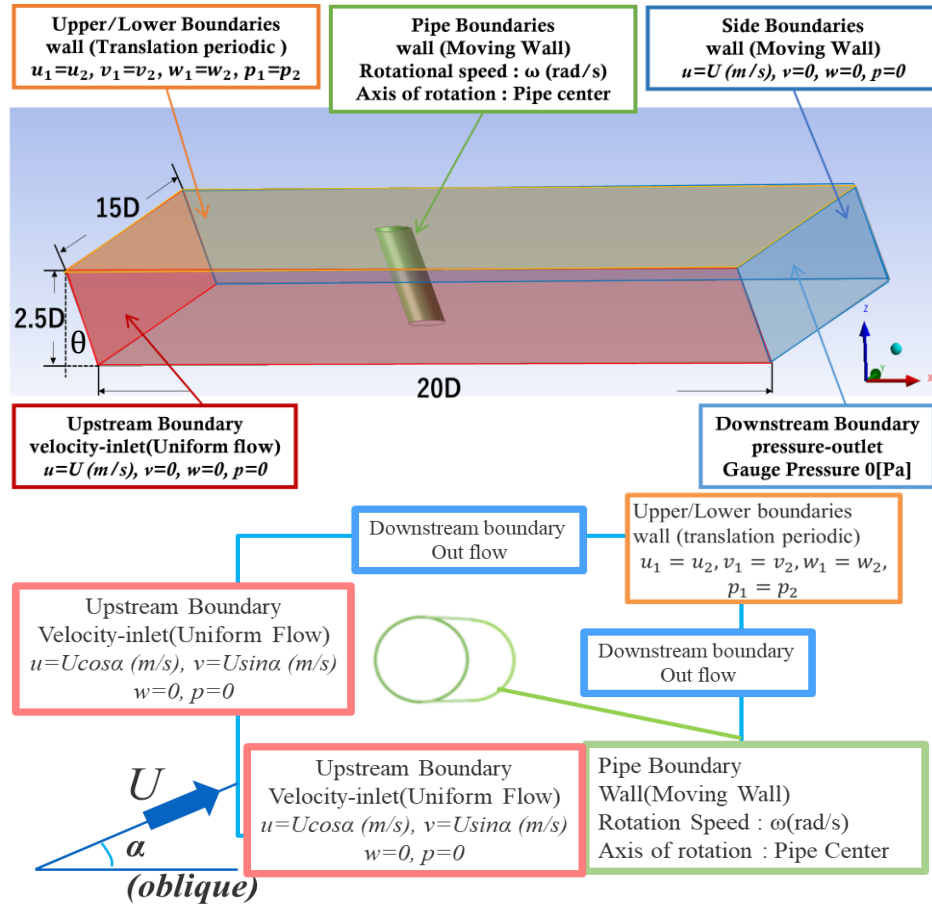 Upper/Lower Boundaries
wall (Translation periodic )
u₁=u₂, v₁=v₂, w₁=w₂, p₁=p₂
Pipe Boundaries
wall (Moving Wall)
Rotational speed : ω (rad/s)
Axis of rotation : Pipe center
Side Boundaries
wall (Moving Wall)
u=U (m/s), v=0, w=0, p=0
15D
2.5D
θ
20D
Z
Y
X
Upstream Boundary
velocity-inlet(Uniform flow)
u=U (m/s), v=0, w=0, p=0
Downstream Boundary
pressure-outlet
Gauge Pressure 0[Pa]
Downstream boundary
Out flow
Upper/Lower boundaries
wall (translation periodic)
u₁ = u₂, v₁ = v₂, w₁ = w₂,
p₁ = p₂
Upstream Boundary
Velocity-inlet(Uniform Flow)
u=Ucosα (m/s), v=Usinα (m/s)
w=0, p=0
Downstream boundary
Out flow
U
α
(oblique)
Upstream Boundary
Velocity-inlet(Uniform Flow)
u=Ucosα (m/s), v=Usinα (m/s)
w=0, p=0
Pipe Boundary
Wall(Moving Wall)
Rotation Speed : ω(rad/s)
Axis of rotation : Pipe Center